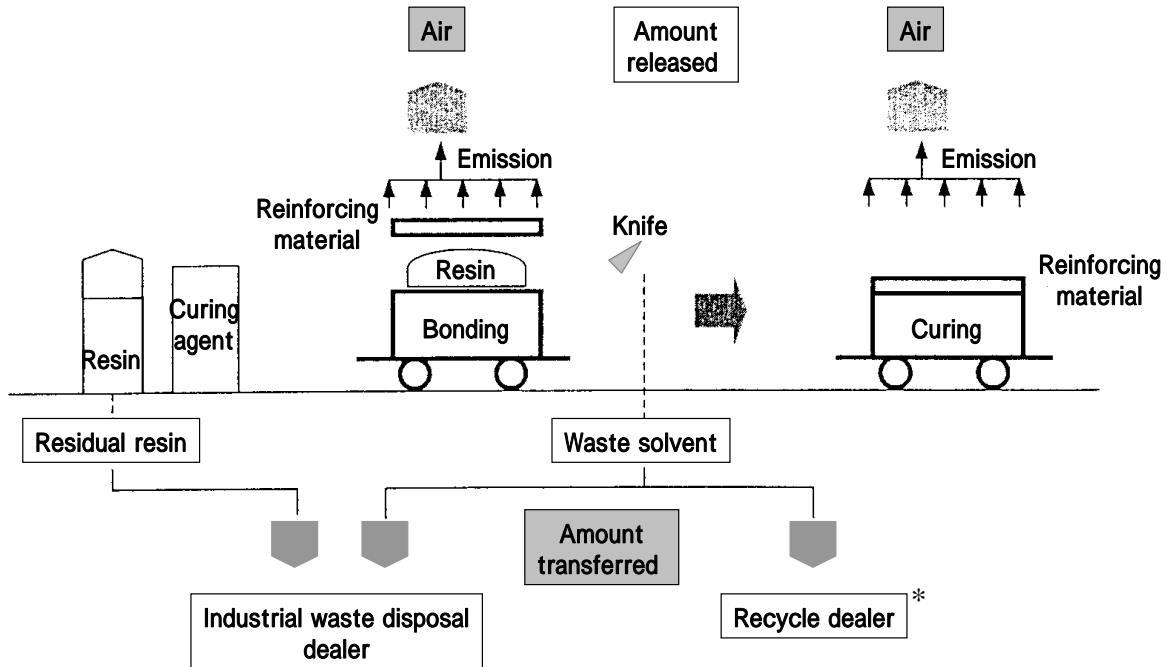 Air
Amount
released
Air
Emission
Emission
Reinforcing
material
Knife
Resin
Reinforcing
material
Curing
agent
Bonding
Curing
Resin
Residual resin
Waste solvent
Amount
transferred
Industrial waste disposal
dealer
Recycle dealer *